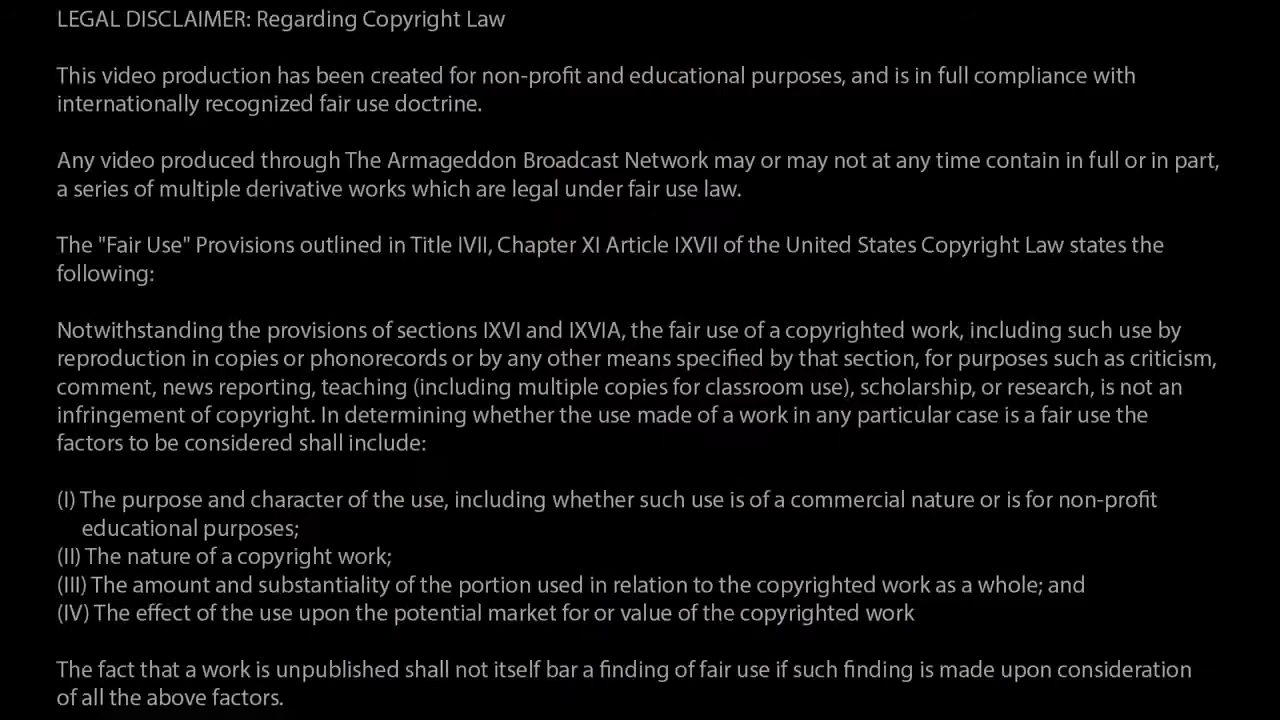 LEGAL DISCLAIMER: Regarding Copyright Law
This video production has been created for non-profit and educational purposes, and is in full compliance with
internationally recognized fair use doctrine.
Any video produced through The Armageddon Broadcast Network may or may not at any time contain in full or in part,
a series of multiple derivative works which are legal under fair use law.
The "Fair Use" Provisions outlined in Title IVII, Chapter XI Article IXVII of the United States Copyright Law states the
following:
Notwithstanding the provisions of sections IXVI and IXVIA, the fair use of a copyrighted work, including such use by
reproduction in copies or phonorecords or by any other means specified by that section, for purposes such as criticism,
comment, news reporting, teaching (including multiple copies for classroom use), scholarship, or research, is not an
infringement of copyright. In determining whether the use made of a work in any particular case is a fair use the
factors to be considered shall include:
(I) The purpose and character of the use, including whether such use is of a commercial nature or is for non-profit
educational purposes;
(II) The nature of a copyright work;
(III) The amount and substantiality of the portion used in relation to the copyrighted work as a whole; and
(IV) The effect of the use upon the potential market for or value of the copyrighted work
The fact that a work is unpublished shall not itself bar a finding of fair use if such finding is made upon consideration
of all the above factors.